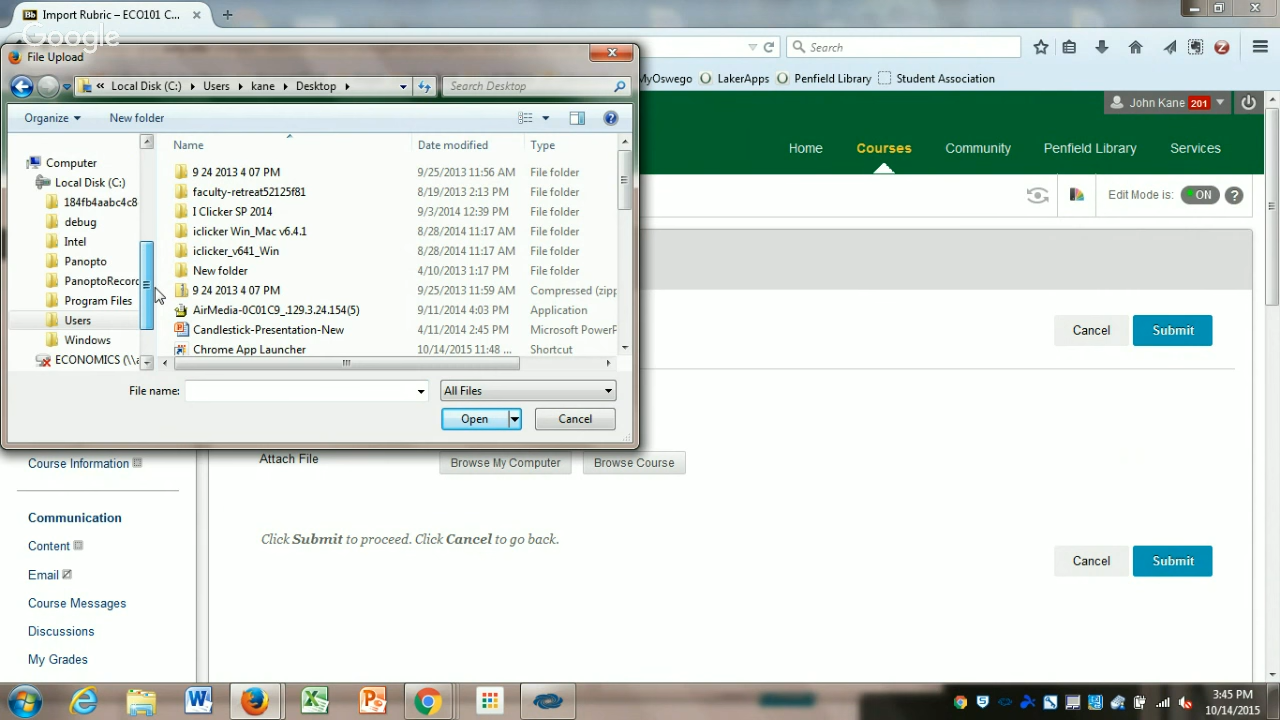 Import Rubric – ECO101 C...
Google
File Upload
Search
Local Disk (C:) Users kane Desktop
Search Desktop
MyOswego LakerApps Penfield Library Student Association
Organize New folder
John Kane 201
Name Date modified Type
Home Courses Community Penfield Library Services
Computer
Local Disk (C:)
184fb4aabc4c8
debug
Intel
Panopto
PanoptoRecord
Program Files
Users
Windows
ECONOMICS (\\a
9 24 2013 4 07 PM 9/25/2013 11:56 AM File folder
faculty-retreat52125f81 8/19/2013 2:13 PM File folder
I Clicker SP 2014 9/3/2014 12:39 PM File folder
iclicker Win_Mac v6.4.1 8/28/2014 11:17 AM File folder
iclicker_v641_Win 8/28/2014 11:17 AM File folder
New folder 4/10/2013 1:17 PM File folder
9 24 2013 4 07 PM 9/25/2013 11:59 AM Compressed (zipp
AirMedia-0C01C9_.129.3.24.154(5) 9/11/2014 4:03 PM Application
Candlestick-Presentation-New 4/11/2014 2:45 PM Microsoft PowerP
Chrome App Launcher 10/14/2015 11:48 ... Shortcut
Edit Mode is: ON ?
Cancel Submit
File name: All Files
Open Cancel
Attach File Browse My Computer Browse Course
Click Submit to proceed. Click Cancel to go back.
Cancel Submit
Course Information
Communication
Content
Email
Course Messages
Discussions
My Grades
3:45 PM
10/14/2015